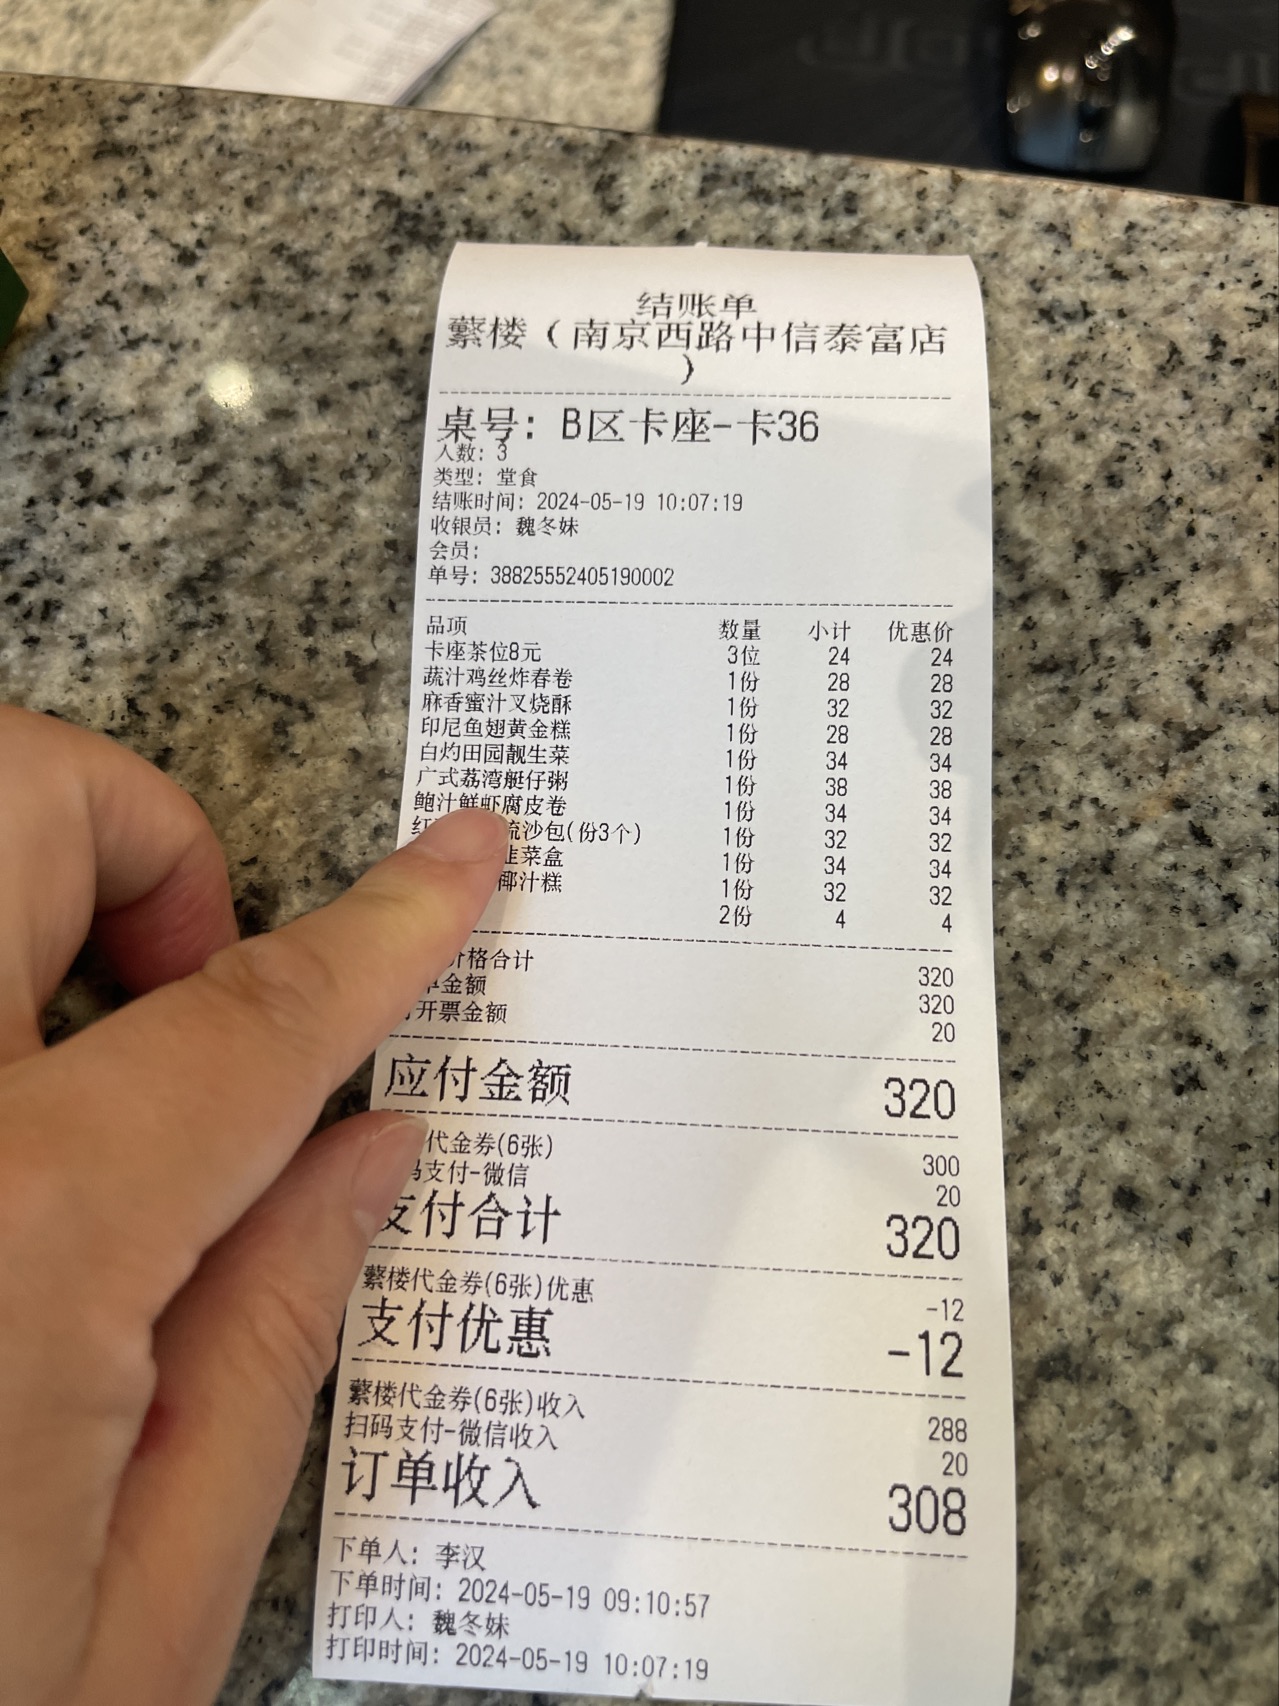 结账单
蘩楼（南京西路中信泰富店
）
桌号: B区卡座-卡36
人数: 3
类型: 堂食
结账时间: 2024-05-19 10:07:19
收银员: 魏冬妹
会员:
单号: 38825552405190002
品项 数量 小计 优惠价
卡座茶位8元 3位 24 24
蔬汁鸡丝炸春卷 1份 28 28
麻香蜜汁叉烧酥 1份 32 32
印尼鱼翅黄金糕 1份 28 28
白灼田园靓生菜 1份 34 34
广式荔湾艇仔粥 1份 38 38
鲍汁鲜虾腐皮卷 1份 34 34
流沙包(份3个) 1份 32 32
韭菜盒 1份 34 34
椰汁糕 1份 32 32
2份 4 4
价格合计 320
单金额 320
开票金额 20
应付金额 320
代金券(6张) 300
码支付-微信 20
支付合计 320
蘩楼代金券(6张)优惠 -12
支付优惠 -12
蘩楼代金券(6张)收入 288
扫码支付-微信收入 20
订单收入 308
下单人: 李汉
下单时间: 2024-05-19 09:10:57
打印人: 魏冬妹
打印时间: 2024-05-19 10:07:19